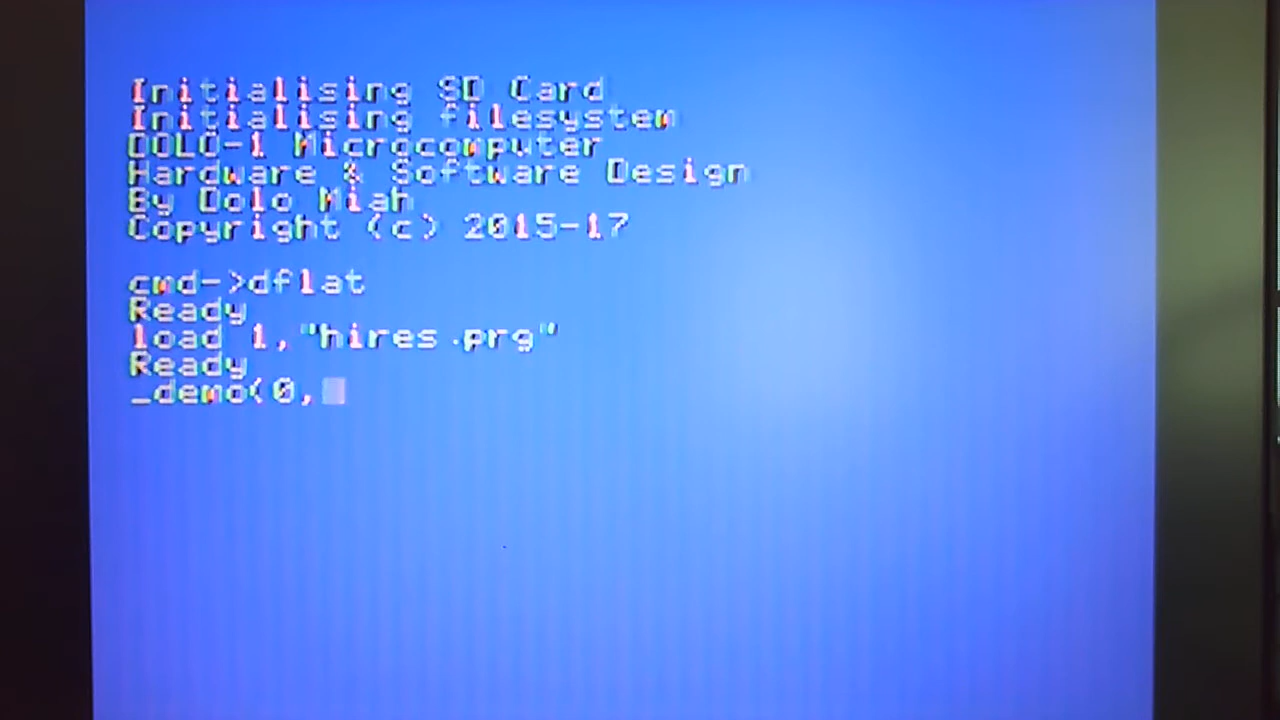 Initialising SD Card
Initialising filesystem
DOLO-1 Microcomputer
Hardware & Software Design
By Dolo Miah
Copyright (c) 2015-17
cmd->dflat
Ready
load 1,"hires.prg"
Ready
_demo(0,